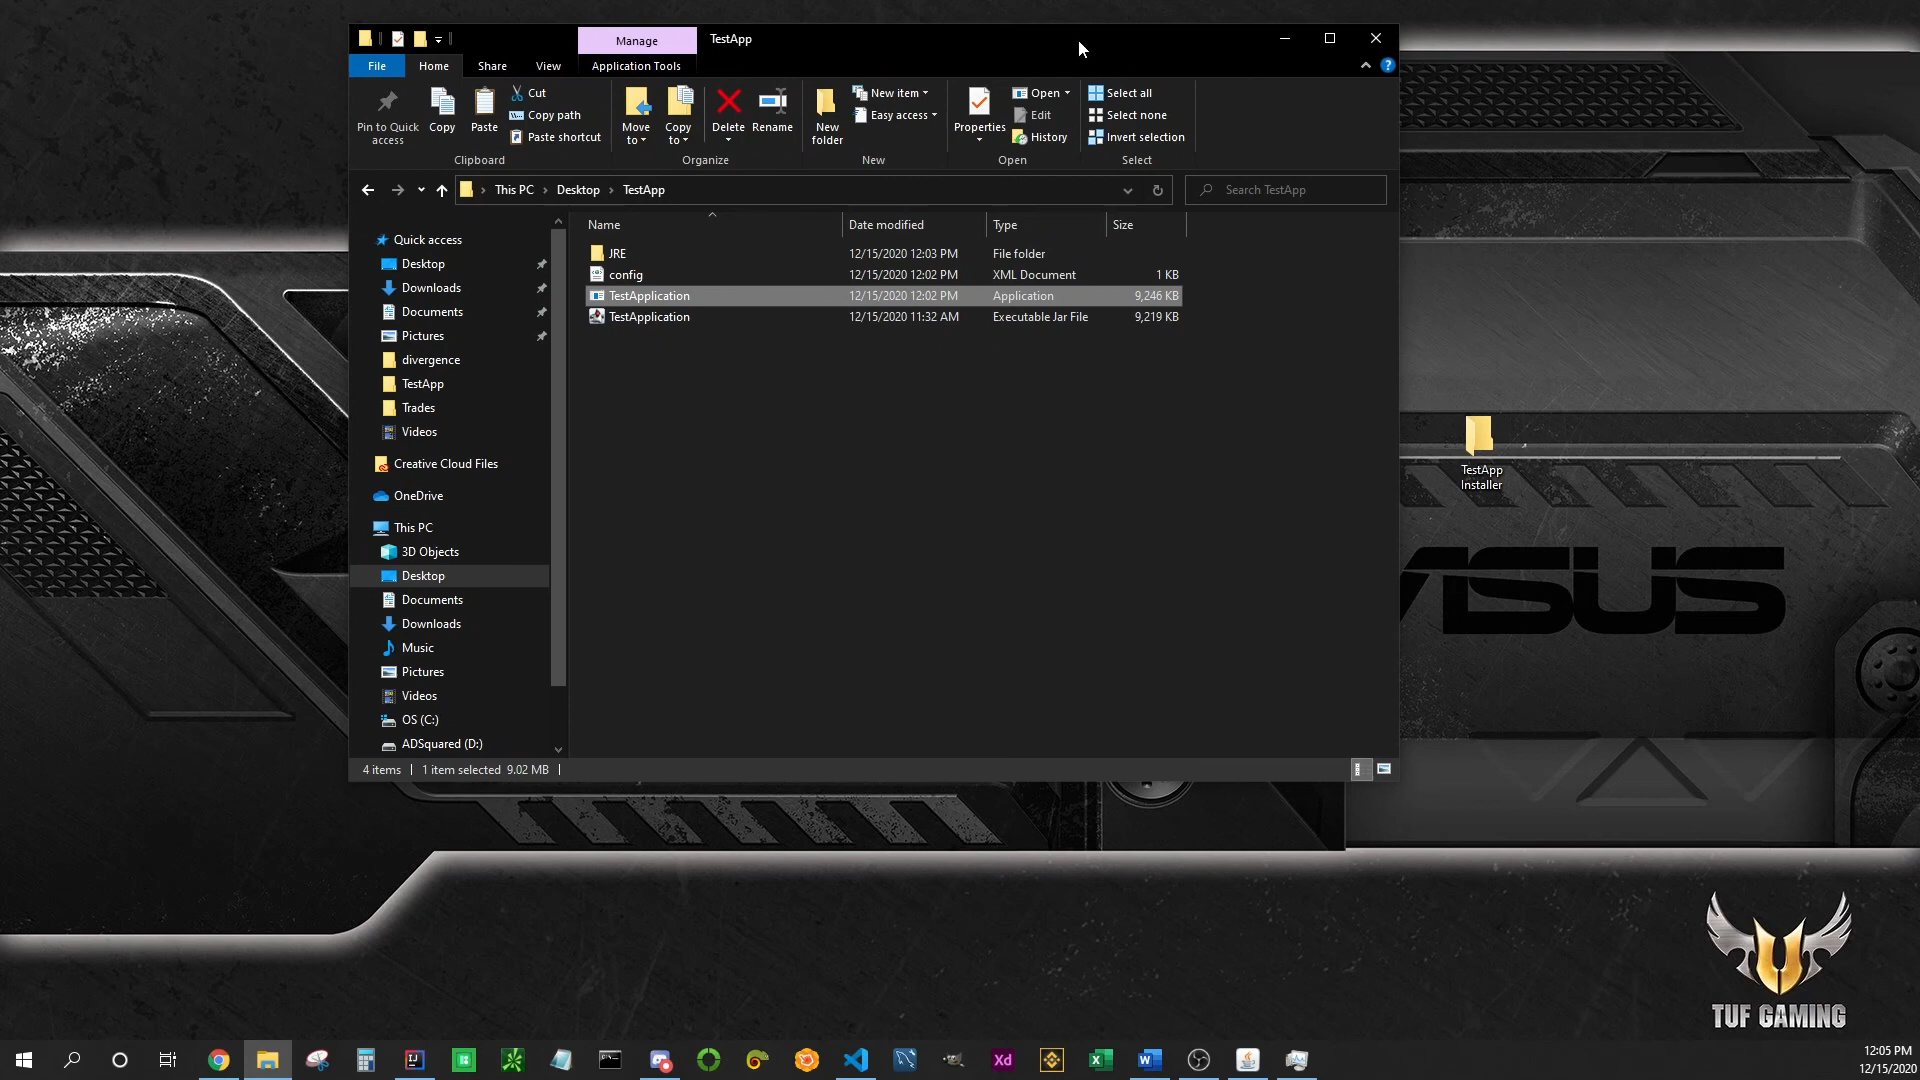 Manage
TestApp
File
Home
Share
View
Application Tools
Pin to Quick access
Copy
Paste
Cut
Copy path
Paste shortcut
Clipboard
Move to
Copy to
Delete
Rename
Organize
New folder
New item
Easy access
New
Properties
Open
Edit
History
Open
Select all
Select none
Invert selection
Select
This PC
Desktop
TestApp
Search TestApp
Name
Date modified
Type
Size
JRE
12/15/2020 12:03 PM
File folder
config
12/15/2020 12:02 PM
XML Document
1 KB
TestApplication
12/15/2020 12:02 PM
Application
9,246 KB
TestApplication
12/15/2020 11:32 AM
Executable Jar File
9,219 KB
Quick access
Desktop
Downloads
Documents
Pictures
divergence
TestApp
Trades
Videos
Creative Cloud Files
OneDrive
This PC
3D Objects
Desktop
Documents
Downloads
Music
Pictures
Videos
OS (C:)
ADSquared (D:)
4 items
1 item selected 9.02 MB
TestApp
Installer
ASUS
TUF GAMING
Xd
12:05 PM
12/15/2020